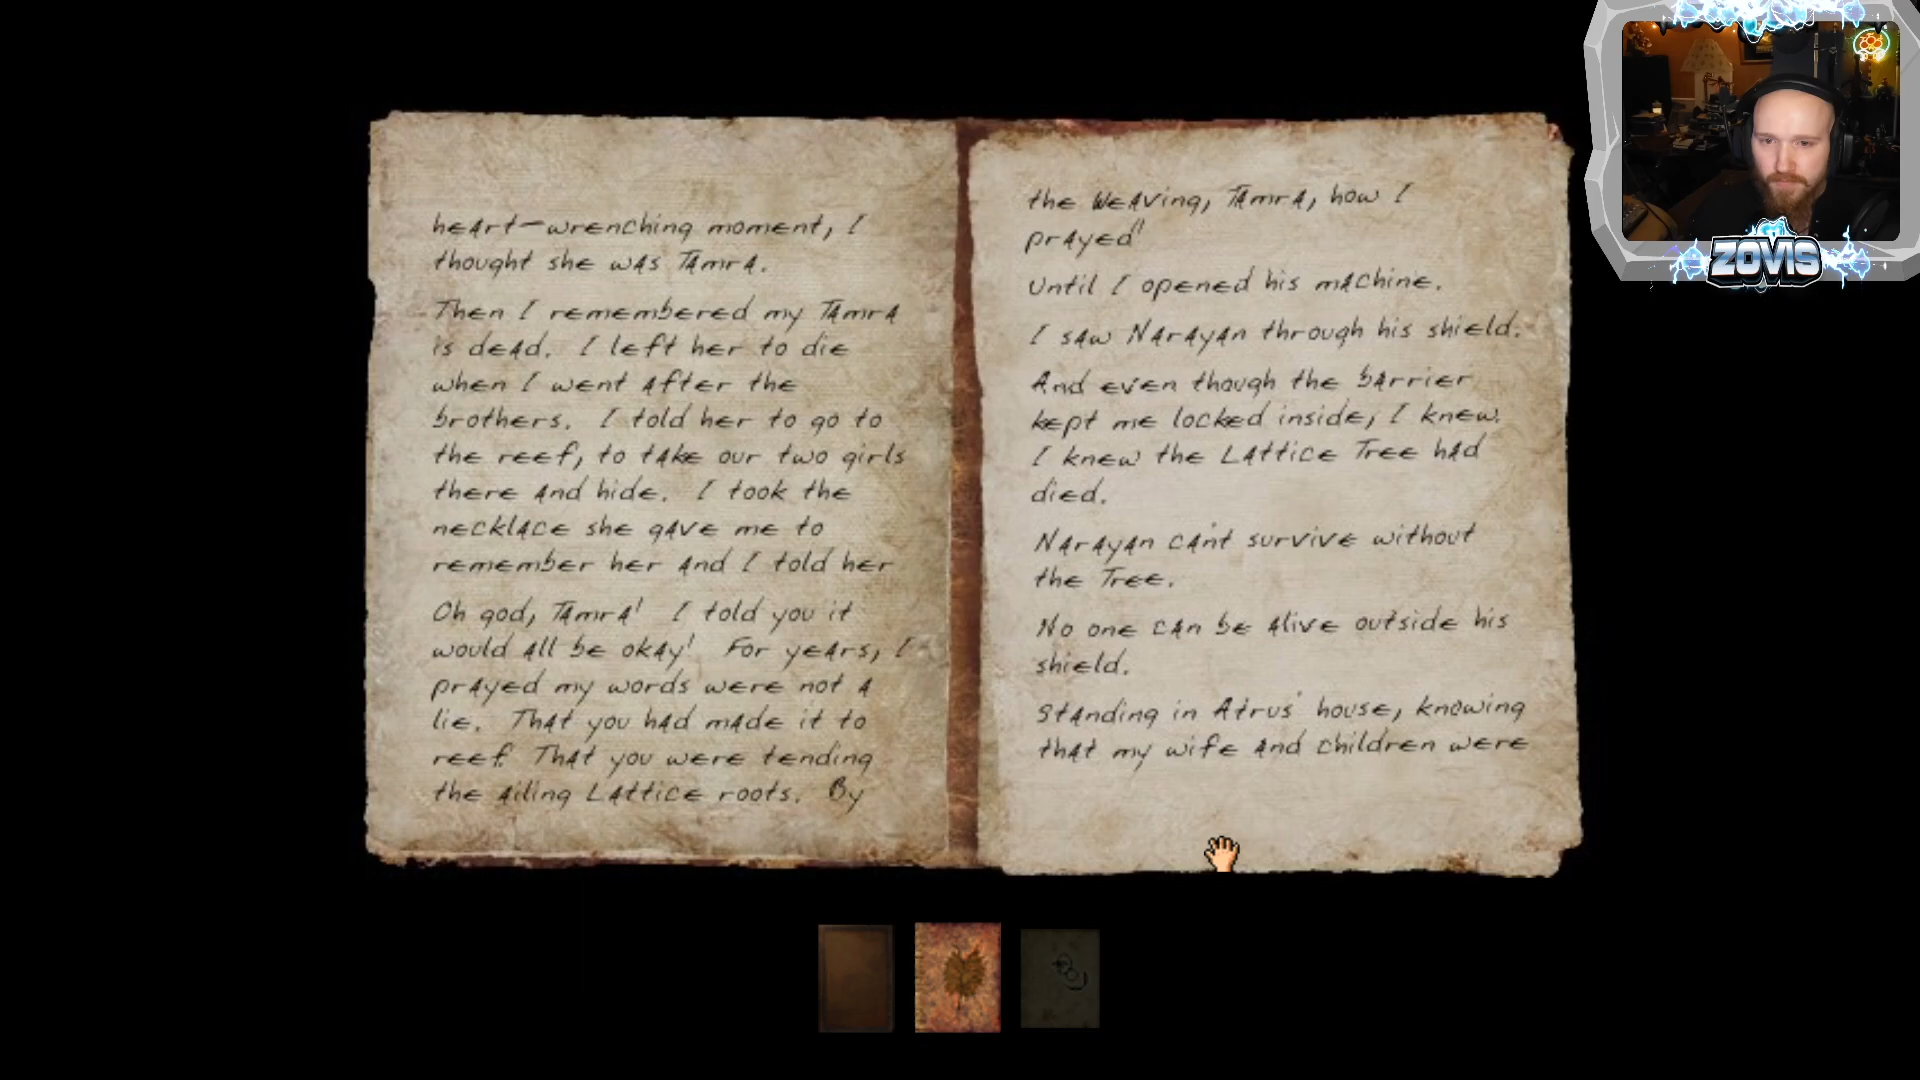 heart-wrenching moment, I
thought she was Tamra.
Then I remembered my Tamra
is dead. I left her to die
when I went after the
brothers. I told her to go to
the reef, to take our two girls
there and hide. I took the
necklace she gave me to
remember her and I told her
Oh god, Tamra! I told you it
would all be okay! For years, I
prayed my words were not a
lie. That you had made it to
reef. That you were tending
the ailing Lattice roots. By
the Weaving, Tamra, how I
prayed!
Until I opened his machine.
I saw Narayan through his shield.
And even though the barrier
kept me locked inside, I knew.
I knew the Lattice Tree had
died.
Narayan can't survive without
the Tree.
No one can be alive outside his
shield.
Standing in Atrus' house, knowing
that my wife and children were
ZOVIS